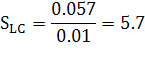 S_LC = 0.057/0.01 = 5.7